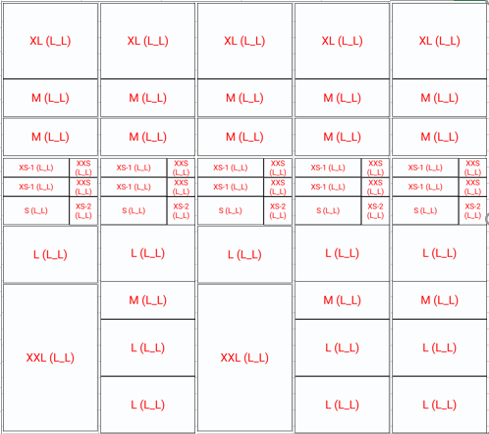 XL (L_L) XL (L_L) XL (L_L) XL (L_L) XL (L_L)
M (L_L) M (L_L) M (L_L) M (L_L) M (L_L)
M (L_L) M (L_L) M (L_L) M (L_L) M (L_L)
XS-1 (L_L) XXS (L_L) XS-1 (L_L) XXS (L_L) XS-1 (L_L) XXS (L_L) XS-1 (L_L) XXS (L_L) XS-1 (L_L) XXS (L_L)
XS-1 (L_L) XXS (L_L) XS-1 (L_L) XXS (L_L) XS-1 (L_L) XXS (L_L) XS-1 (L_L) XXS (L_L) XS-1 (L_L) XXS (L_L)
S (L_L) XS-2 (L_L) S (L_L) XS-2 (L_L) S (L_L) XS-2 (L_L) S (L_L) XS-2 (L_L) S (L_L) XS-2 (L_L)
L (L_L) L (L_L) L (L_L) L (L_L) L (L_L)
M (L_L) M (L_L) M (L_L)
XXL (L_L) L (L_L) XXL (L_L) L (L_L) L (L_L)
L (L_L) L (L_L) L (L_L)